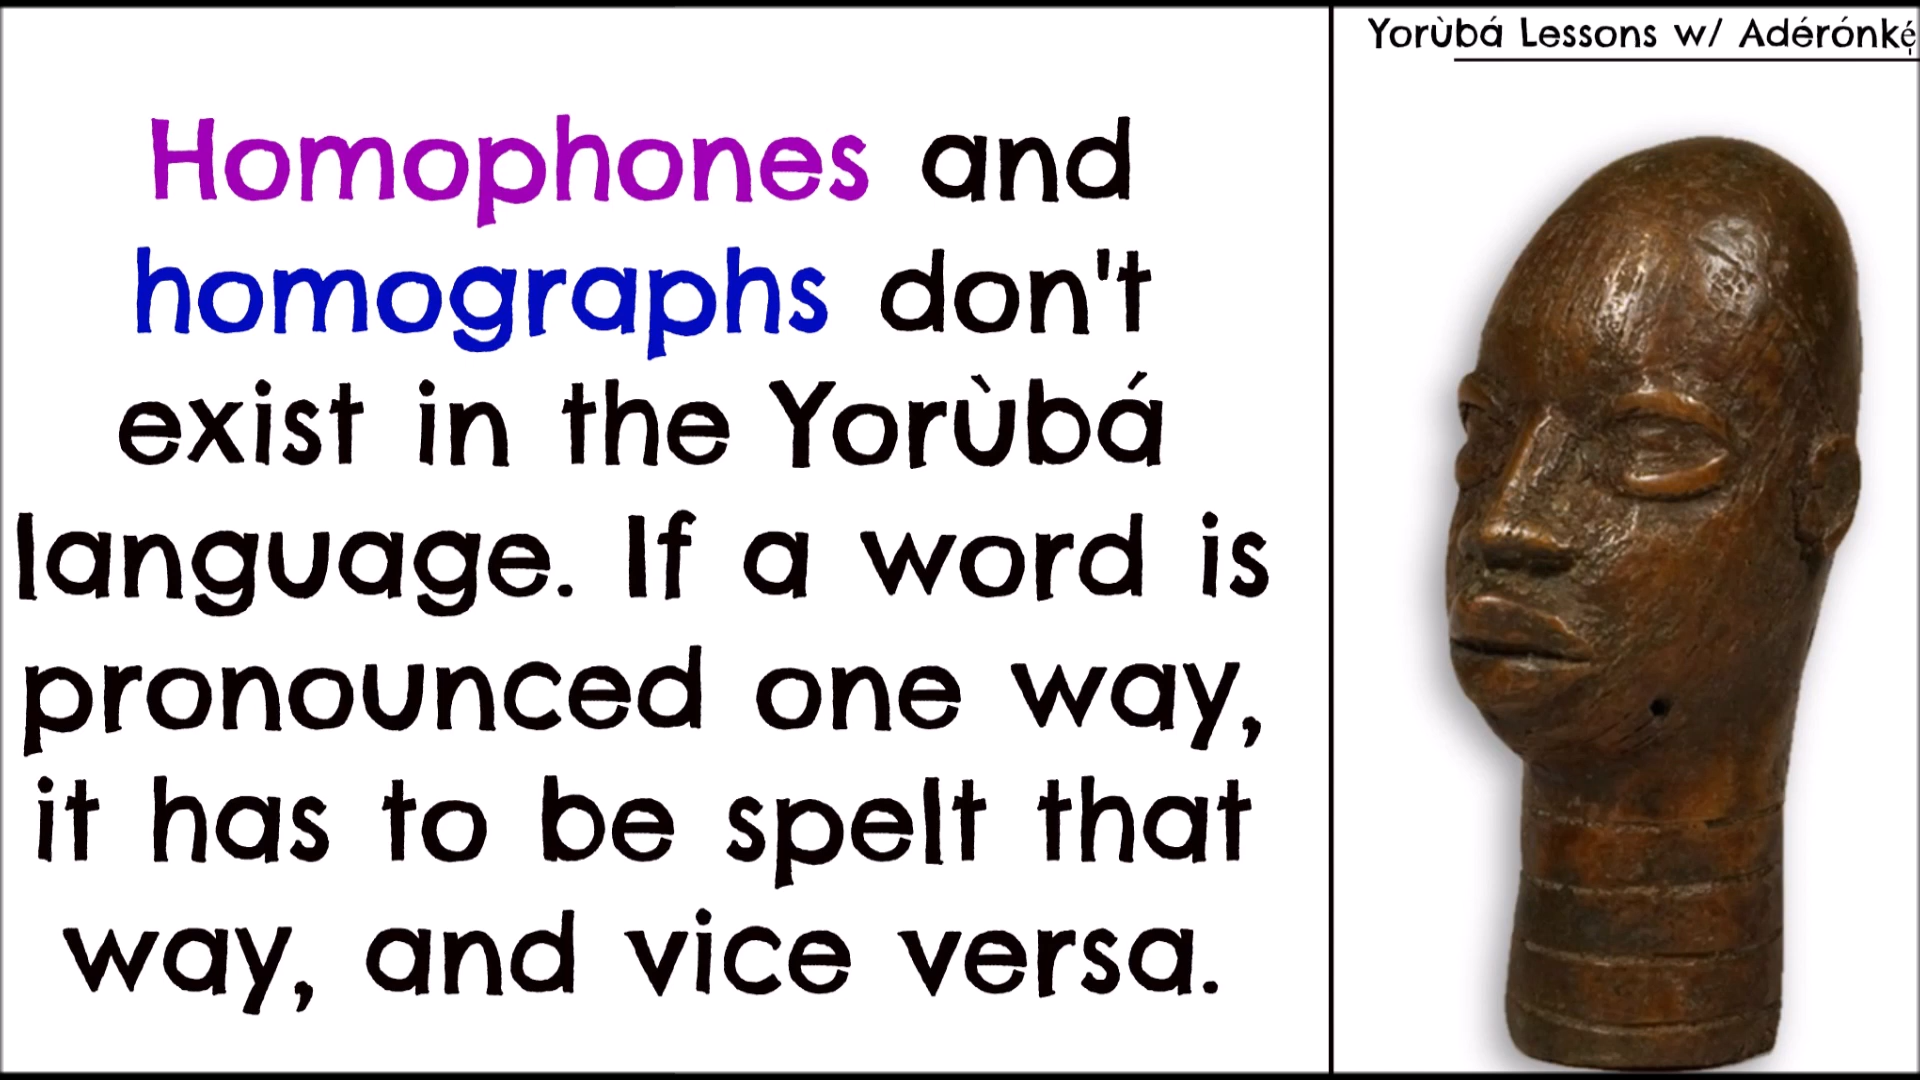 Yorùbá Lessons w/ Adérónkẹ́
Homophones and
homographs don't
exist in the Yorùbá
language. If a word is
pronounced one way,
it has to be spelt that
way, and vice versa.